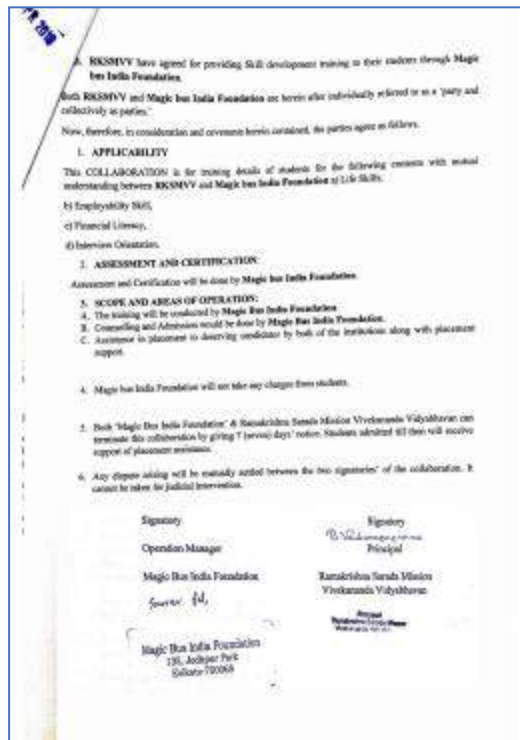 RKSMVV have agreed for providing Skill development training to their students through Magic
bus India Foundation.
Both RKSMVV and Magic bus India Foundation are herein after individually referred to as a 'party and
collectively as parties.'
Now, therefore, in consideration and covenants herein contained, the parties agree as follows.
1. APPLICABILITY
This COLLABORATION is for training details of students for the following contents with mutual
understanding between RKSMVV and Magic bus India Foundation a) Life Skills.
b) Employability Skill,
c) Financial Literacy,
d) Interview Orientation.
2. ASSESSMENT AND CERTIFICATION
Assessment and Certification will be done by Magic bus India Foundation.
3. SCOPE AND AREAS OF OPERATION:
A. The training will be conducted by Magic Bus India Foundation.
B. Counselling and Admission would be done by Magic Bus India Foundation.
C. Assistance in placement to deserving candidates by both of the institutions along with placement
support.
4. Magic bus India Foundation will not take any charges from students.
5. Both 'Magic Bus India Foundation' & Ramakrishna Sarada Mission Vivekananda Vidyabhavan can
terminate this collaboration by giving 7 (seven) days' notice. Students admitted till then will receive
support of placement assistance.
6. Any dispute arising will be mutually settled between the two signatories' of the collaboration. It
cannot be taken for judicial intervention.
Signatory
Operation Manager
Magic Bus India Foundation
Magic Bus India Foundation
130, Jodhpur Park
Kolkata-700068
Signatory
Principal
Ramakrishna Sarada Mission
Vivekananda Vidyabhavan
Principal